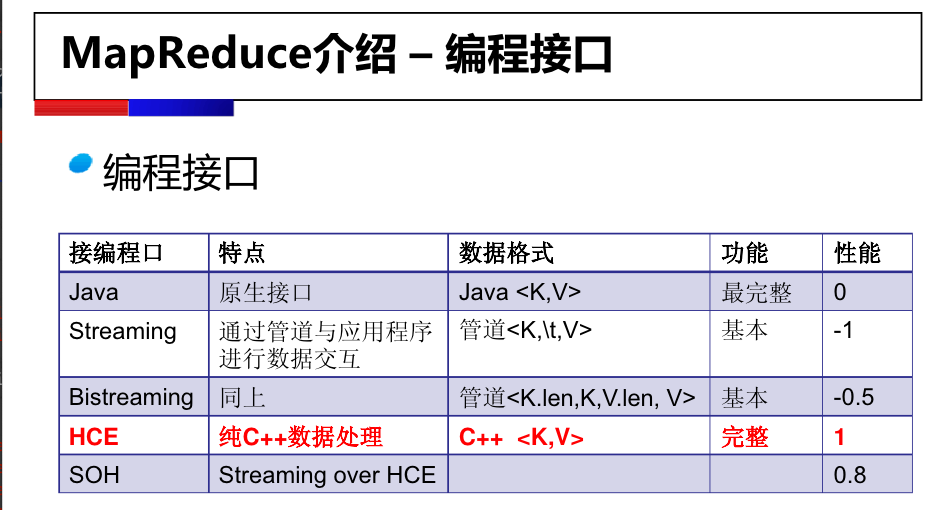 MapReduce介绍 – 编程接口
编程接口
接编程口 特点 数据格式 功能 性能
Java 原生接口 Java <K,V> 最完整 0
Streaming 通过管道与应用程序 管道<K,\t,V> 基本 -1
进行数据交互
Bistreaming 同上 管道<K.len,K,V.len, V> 基本 -0.5
HCE 纯C++数据处理 C++ <K,V> 完整 1
SOH Streaming over HCE 0.8